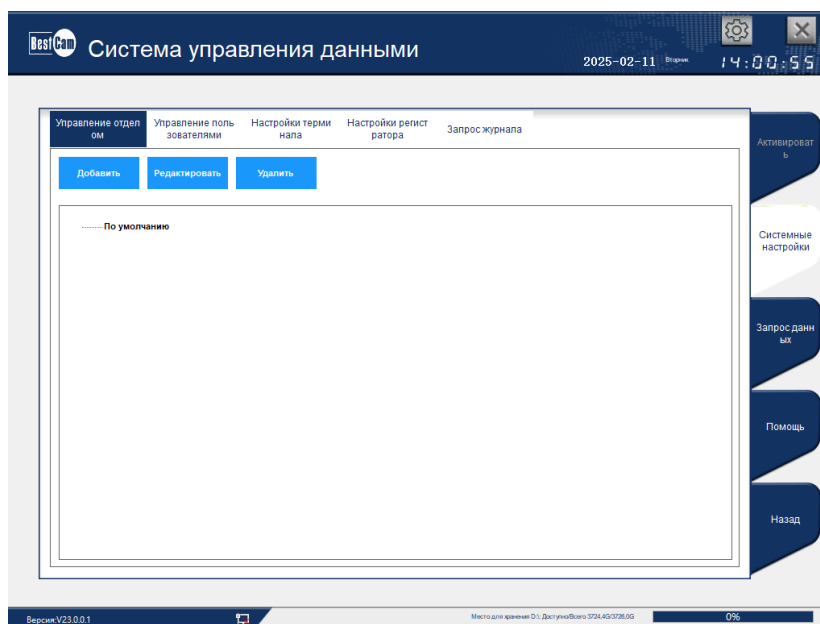 BestCam
Система управления данными
2025-02-11 Вторник 14:00:55
Управление отдел
ом
Управление поль
зователями
Настройки терми
нала
Настройки регист
ратора
Запрос журнала
Добавить Редактировать Удалить
По умолчанию
Активироват
ь
Системные
настройки
Запрос данн
ых
Помощь
Назад
Версия:V23.0.0.1
Место для хранения D:\: Доступно/Всего 3724,4G/3726,0G
0%